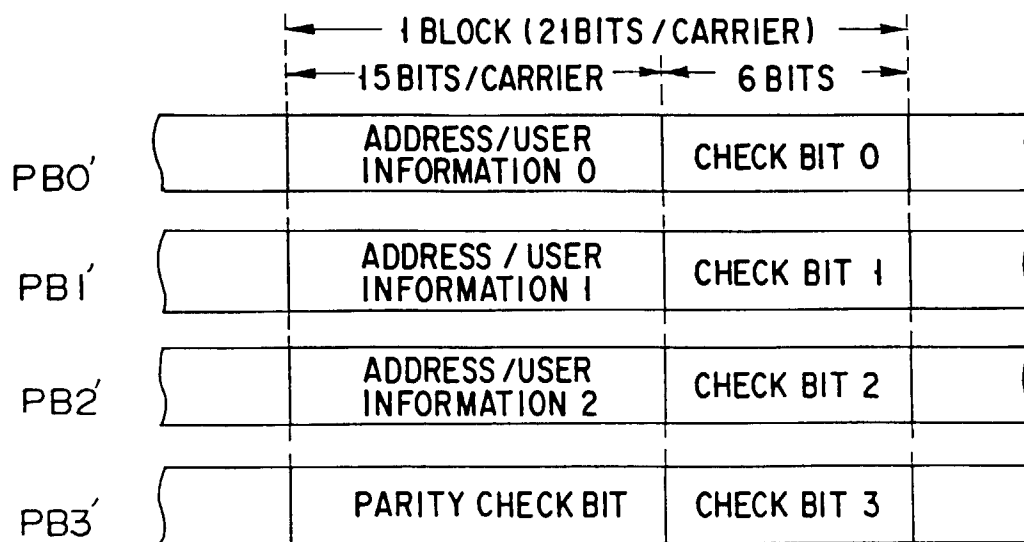 1 BLOCK (21BITS / CARRIER)
15 BITS/CARRIER 6 BITS
PB0' ADDRESS/USER INFORMATION 0 CHECK BIT 0
PB1' ADDRESS / USER INFORMATION 1 CHECK BIT 1
PB2' ADDRESS /USER INFORMATION 2 CHECK BIT 2
PB3' PARITY CHECK BIT CHECK BIT 3